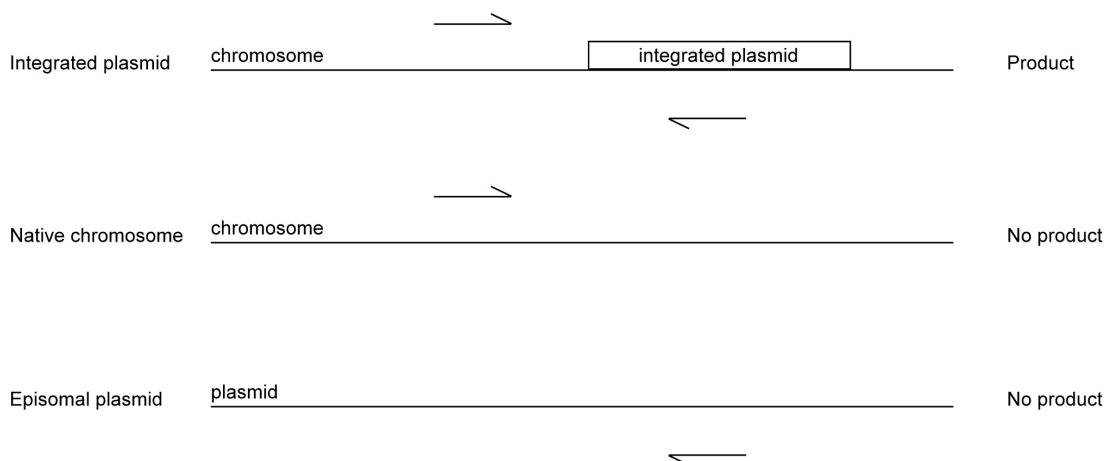 Integrated plasmid chromosome integrated plasmid Product
Native chromosome chromosome No product
Episomal plasmid plasmid No product